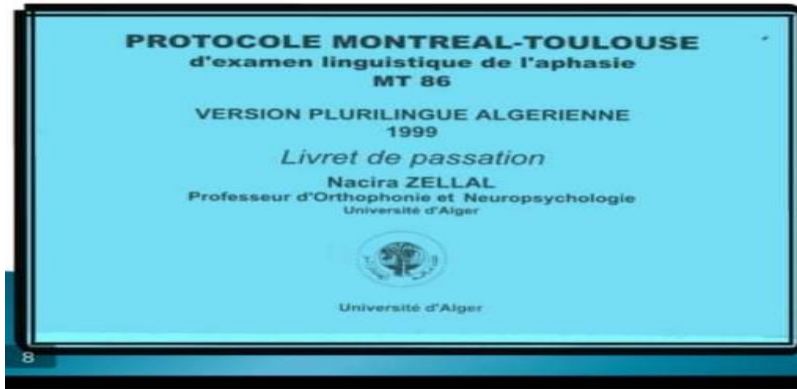 PROTOCOLE MONTREAL-TOULOUSE
d'examen linguistique de l'aphasie
MT 86
VERSION PLURILINGUE ALGERIENNE
1999
Livret de passation
Nacira ZELLAL
Professeur d'Orthophonie et Neuropsychologie
Université d'Alger
Université d'Alger
8